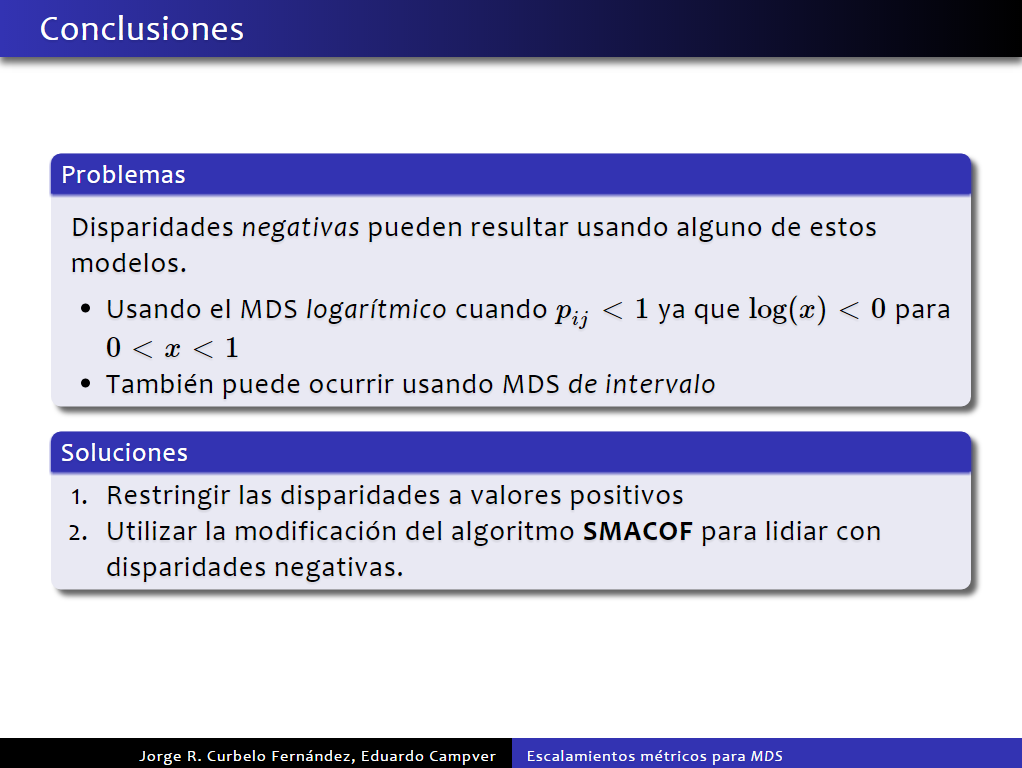 Conclusiones
Problemas
Disparidades negativas pueden resultar usando alguno de estos
modelos.
• Usando el MDS logarítmico cuando p_{ij} < 1 ya que log(x) < 0 para
0 < x < 1
• También puede ocurrir usando MDS de intervalo
Soluciones
1. Restringir las disparidades a valores positivos
2. Utilizar la modificación del algoritmo SMACOF para lidiar con
disparidades negativas.
Jorge R. Curbelo Fernández, Eduardo Campver
Escalamientos métricos para MDS